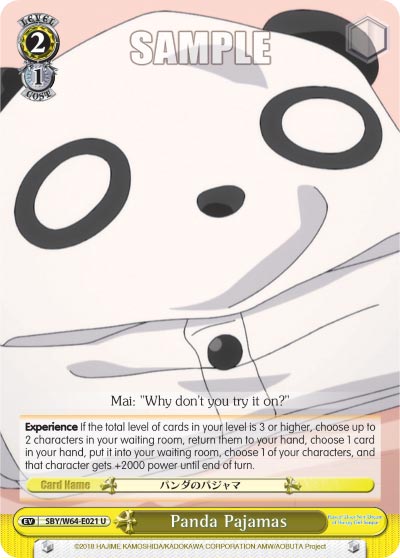 LEVEL
2
1
COST
SAMPLE
Mai: "Why don't you try it on?"
Experience If the total level of cards in your level is 3 or higher, choose up to
2 characters in your waiting room, return them to your hand, choose 1 card
in your hand, put it into your waiting room, choose 1 of your characters, and
that character gets +2000 power until end of turn.
Card Name パンダのパジャマ
EV SBY/W64-E021 U Panda Pajamas
©2018 HAJIME KAMOSHIDA/KADOKAWA CORPORATION AMW/AOBUTA Project